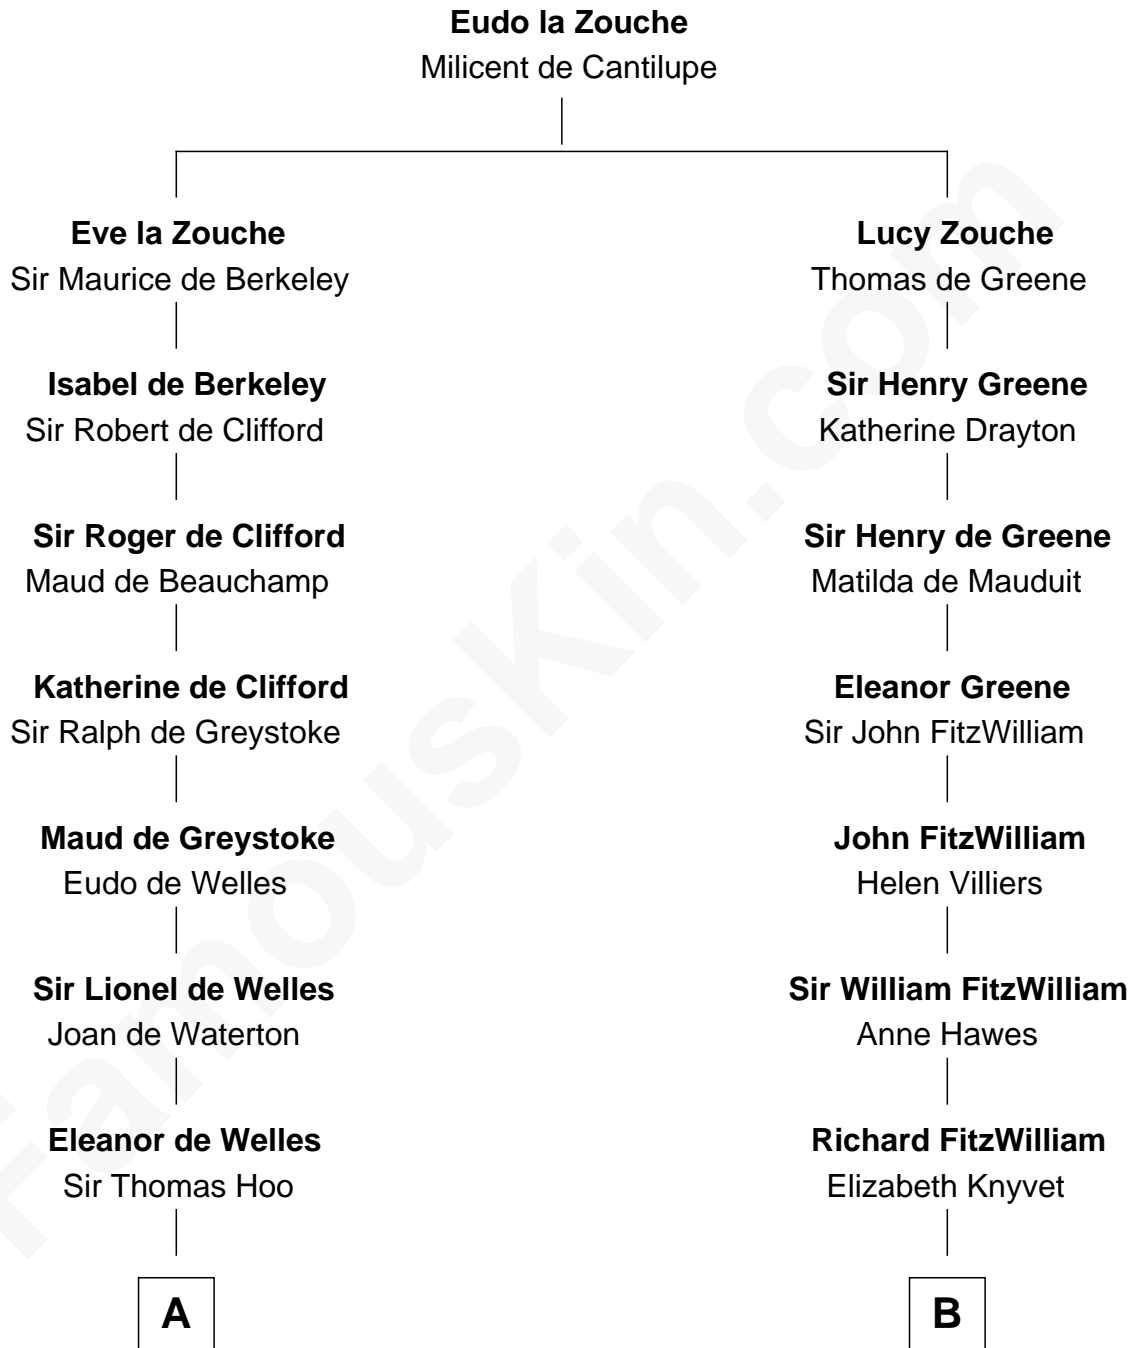 Eudo la Zouche
Milicent de Cantilupe
Eve la Zouche
Sir Maurice de Berkeley
Lucy Zouche
Thomas de Greene
Isabel de Berkeley
Sir Robert de Clifford
Sir Henry Greene
Katherine Drayton
Sir Roger de Clifford
Maud de Beauchamp
Sir Henry de Greene
Matilda de Mauduit
Katherine de Clifford
Sir Ralph de Greystoke
Eleanor Greene
Sir John FitzWilliam
Maud de Greystoke
Eudo de Welles
John FitzWilliam
Helen Villiers
Sir Lionel de Welles
Joan de Waterton
Sir William FitzWilliam
Anne Hawes
Eleanor de Welles
Sir Thomas Hoo
Richard FitzWilliam
Elizabeth Knyvet
A
B
FamousKin.com